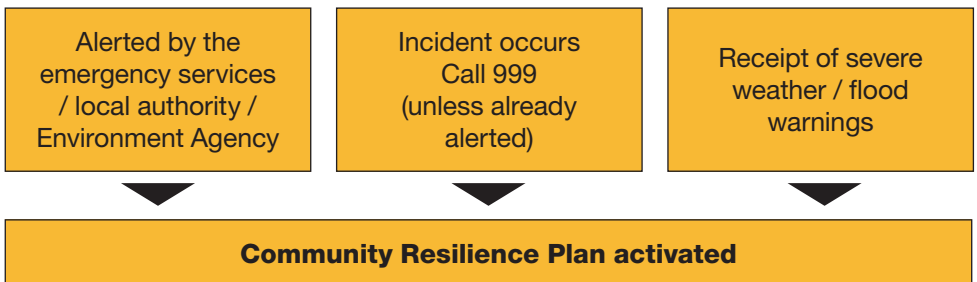 Alerted by the
emergency services
/ local authority /
Environment Agency
Incident occurs
Call 999
(unless already
alerted)
Receipt of severe
weather / flood
warnings
Community Resilience Plan activated